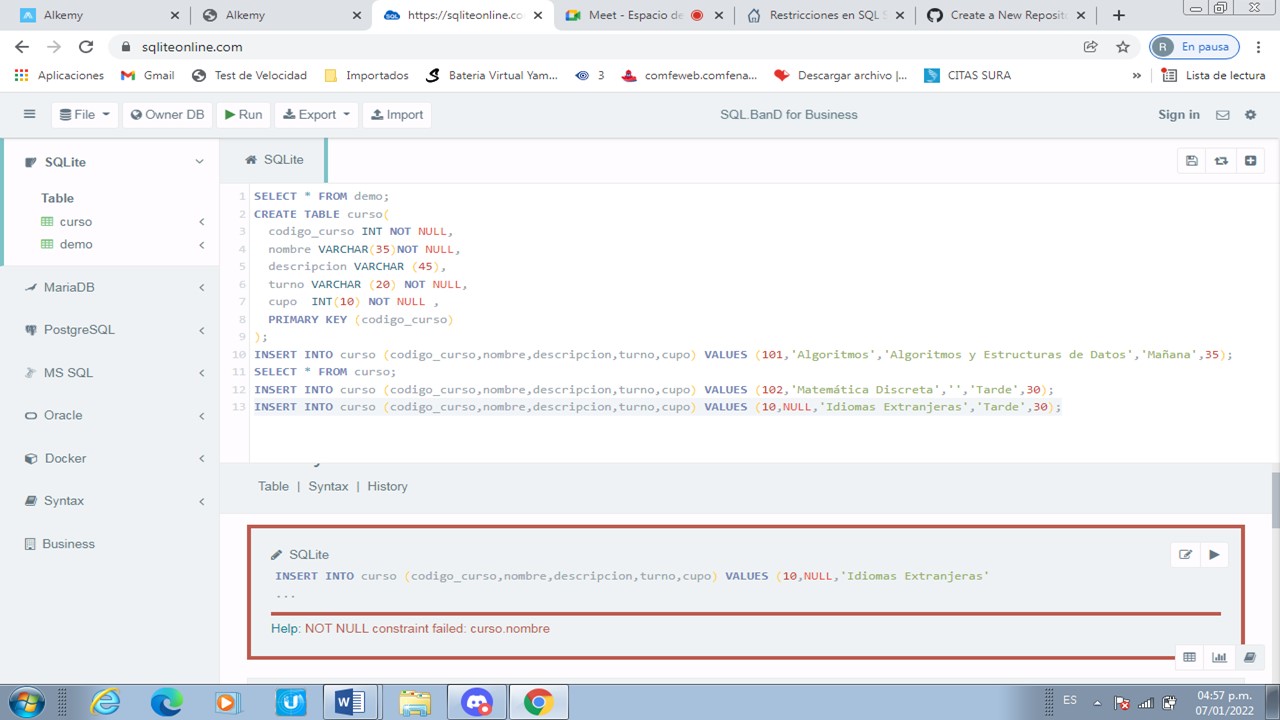 Alkemy
Alkemy
https://sqliteonline.co
Meet - Espacio de
Restricciones en SQL S
Create a New Reposit
sqliteonline.com
R En pausa
Aplicaciones Gmail Test de Velocidad Importados Bateria Virtual Yam... 3 comfeweb.comfena... Descargar archivo |... CITAS SURA » Lista de lectura
File Owner DB Run Export Import SQL.BanD for Business Sign in
SQLite
Table
curso
demo
MariaDB
PostgreSQL
MS SQL
Oracle
Docker
Syntax
Business
SQLite
1 SELECT * FROM demo;
2 CREATE TABLE curso(
3 codigo_curso INT NOT NULL,
4 nombre VARCHAR(35)NOT NULL,
5 descripcion VARCHAR (45),
6 turno VARCHAR (20) NOT NULL,
7 cupo  INT(10) NOT NULL ,
8 PRIMARY KEY (codigo_curso)
9 );
10 INSERT INTO curso (codigo_curso,nombre,descripcion,turno,cupo) VALUES (101,'Algoritmos','Algoritmos y Estructuras de Datos','Mañana',35);
11 SELECT * FROM curso;
12 INSERT INTO curso (codigo_curso,nombre,descripcion,turno,cupo) VALUES (102,'Matemática Discreta','','Tarde',30);
13 INSERT INTO curso (codigo_curso,nombre,descripcion,turno,cupo) VALUES (10,NULL,'Idiomas Extranjeras','Tarde',30);
Table | Syntax | History
SQLite
INSERT INTO curso (codigo_curso,nombre,descripcion,turno,cupo) VALUES (10,NULL,'Idiomas Extranjeras'
...
Help: NOT NULL constraint failed: curso.nombre
ES
04:57 p.m.
07/01/2022